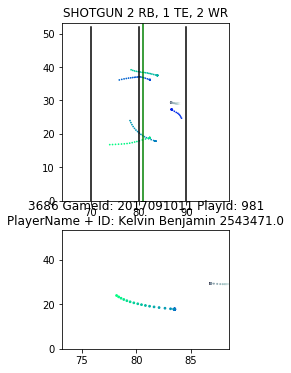 SHOTGUN 2 RB, 1 TE, 2 WR
50
40
30
20
10
0
70 80 90
3686 GameId: 2017091011 PlayId: 981
PlayerName + ID: Kelvin Benjamin 2543471.0
40
20
0
75 80 85